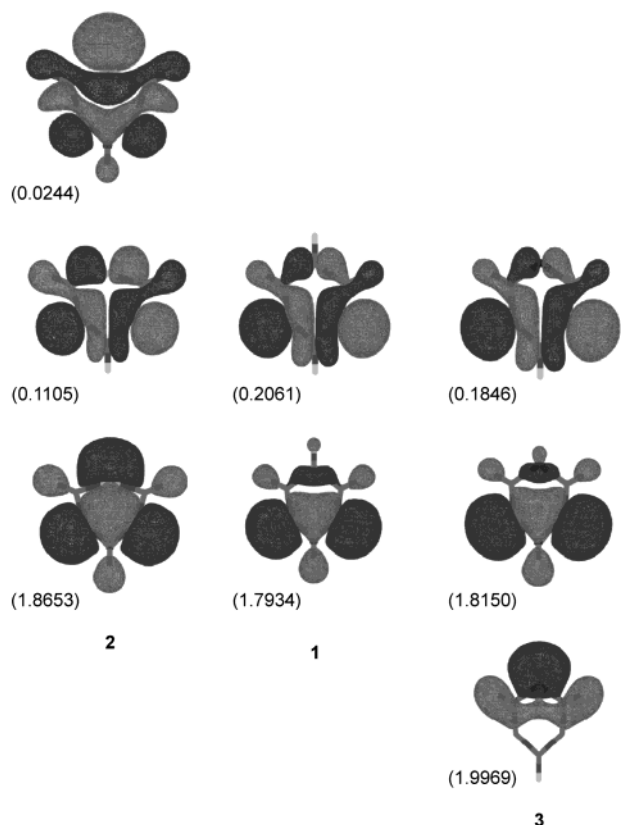 (0.0244)
(0.1105) (0.2061) (0.1846)
(1.8653) (1.7934) (1.8150)
2 1
(1.9969)
3